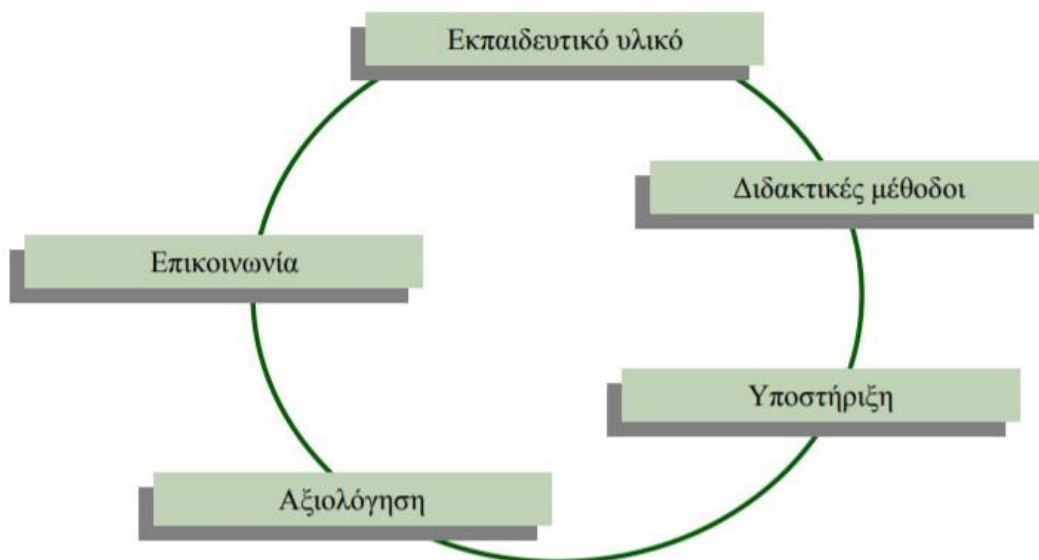 Εκπαιδευτικό υλικό
Διδακτικές μέθοδοι
Επικοινωνία
Υποστήριξη
Αξιολόγηση